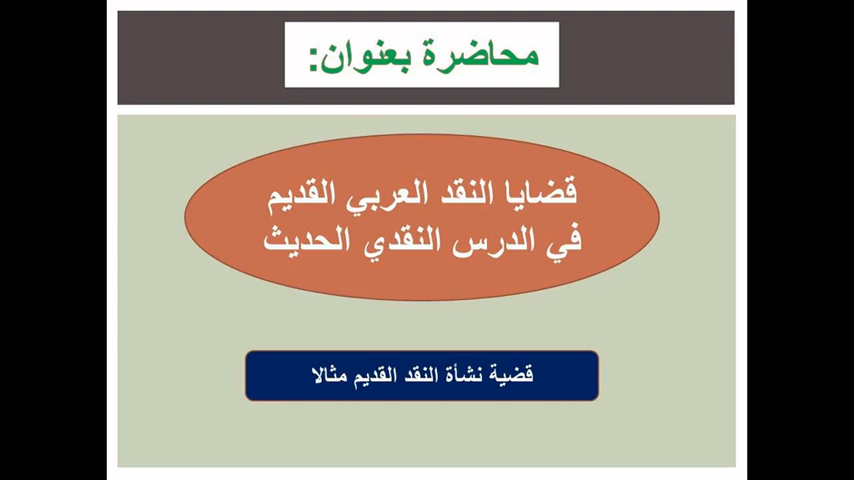 محاضرة بعنوان:
قضايا النقد العربي القديم
في الدرس النقدي الحديث
قضية نشأة النقد القديم مثالا